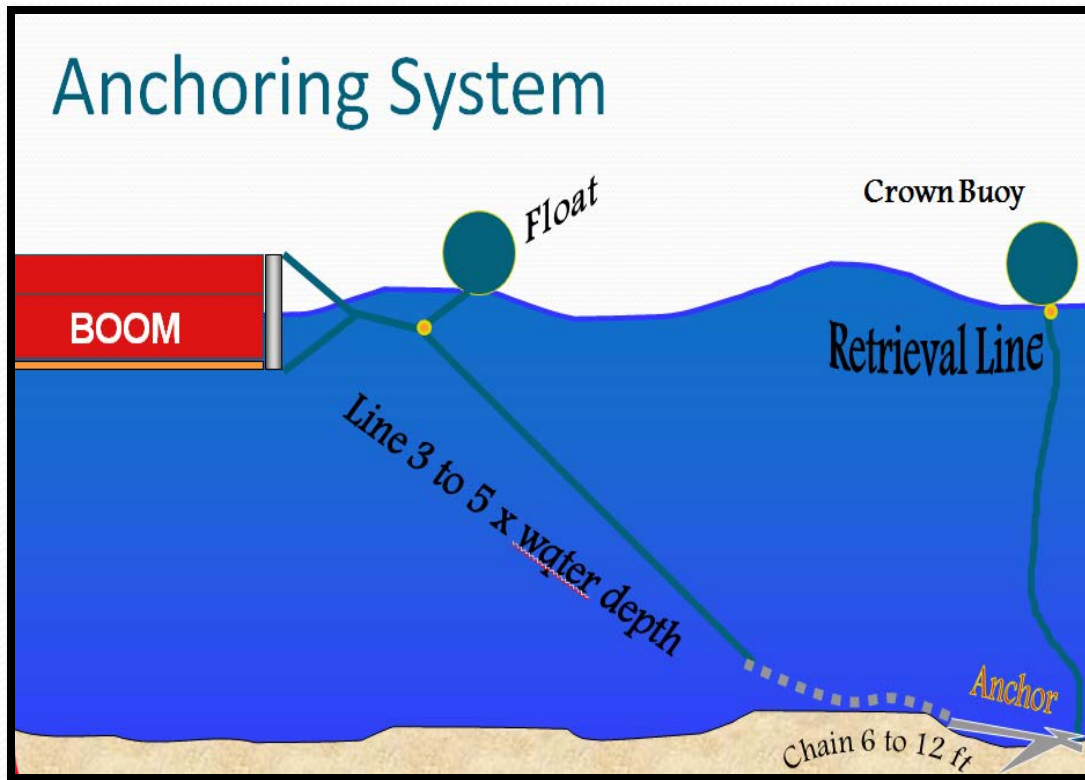 Anchoring System
Float
Crown Buoy
BOOM
Retrieval Line
Line 3 to 5 x wqter depth
Anchor
Chain 6 to 12 ft